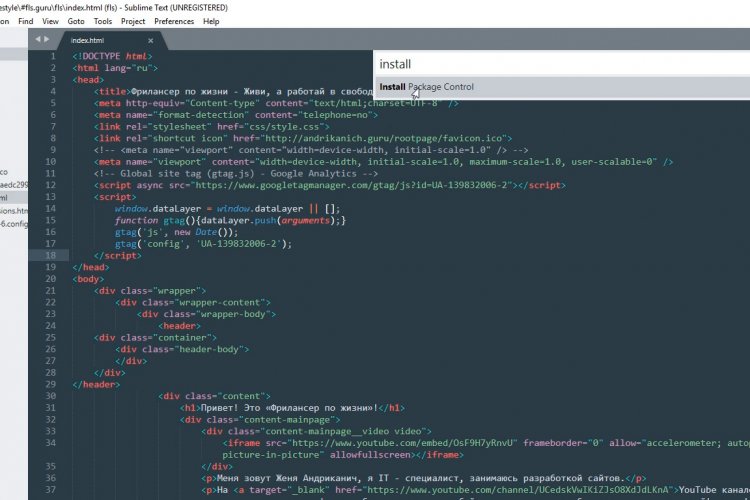 estyle\#fls.guru\fls\index.html (fls) - Sublime Text (UNREGISTERED)
on Find View Goto Tools Project Preferences Help
index.html ×
install
Install Package Control
co
aedc299
ml
sions.htm
-6.config
1 <!DOCTYPE html>
2 <html lang="ru">
3 <head>
4 <title>Фрилансер по жизни - Живи, а работай в свобод
5 <meta http-equiv="Content-type" content="text/html;charset=UTF-8" />
6 <meta name="format-detection" content="telephone=no">
7 <link rel="stylesheet" href="css/style.css">
8 <link rel="shortcut icon" href="http://andrikanich.guru/rootpage/favicon.ico">
9 <!-- <meta name="viewport" content="width=device-width, initial-scale=1.0" /> -->
10 <meta name="viewport" content="width=device-width, initial-scale=1.0, maximum-scale=1.0, user-scalable=0" />
11 <!-- Global site tag (gtag.js) - Google Analytics -->
12 <script async src="https://www.googletagmanager.com/gtag/js?id=UA-139832006-2"></script>
13 <script>
14 window.dataLayer = window.dataLayer || [];
15 function gtag(){dataLayer.push(arguments);}
16 gtag('js', new Date());
17 gtag('config', 'UA-139832006-2');
18 </script>
19 </head>
20 <body>
21 <div class="wrapper">
22 <div class="wrapper-content">
23 <div class="wrapper-body">
24 <header>
25 <div class="container">
26 <div class="header-body">
27 </div>
28 </div>
29 </header>
30 <div class="content">
31 <h1>Привет! Это «Фрилансер по жизни»!</h1>
32 <div class="content-mainpage">
33 <div class="content-mainpage__video video">
34 <iframe src="https://www.youtube.com/embed/OsF9H7yRnvU" frameborder="0" allow="accelerometer; autop
picture-in-picture" allowfullscreen></iframe>
35 </div>
36 <p>Меня зовут Женя Андриканич, я IT - специалист, занимаюсь разработкой сайтов.</p>
37 <p>На <a target="_blank" href="https://www.youtube.com/channel/UCedskVwIKiZJsO8XdJdLKnA">YouTube канал